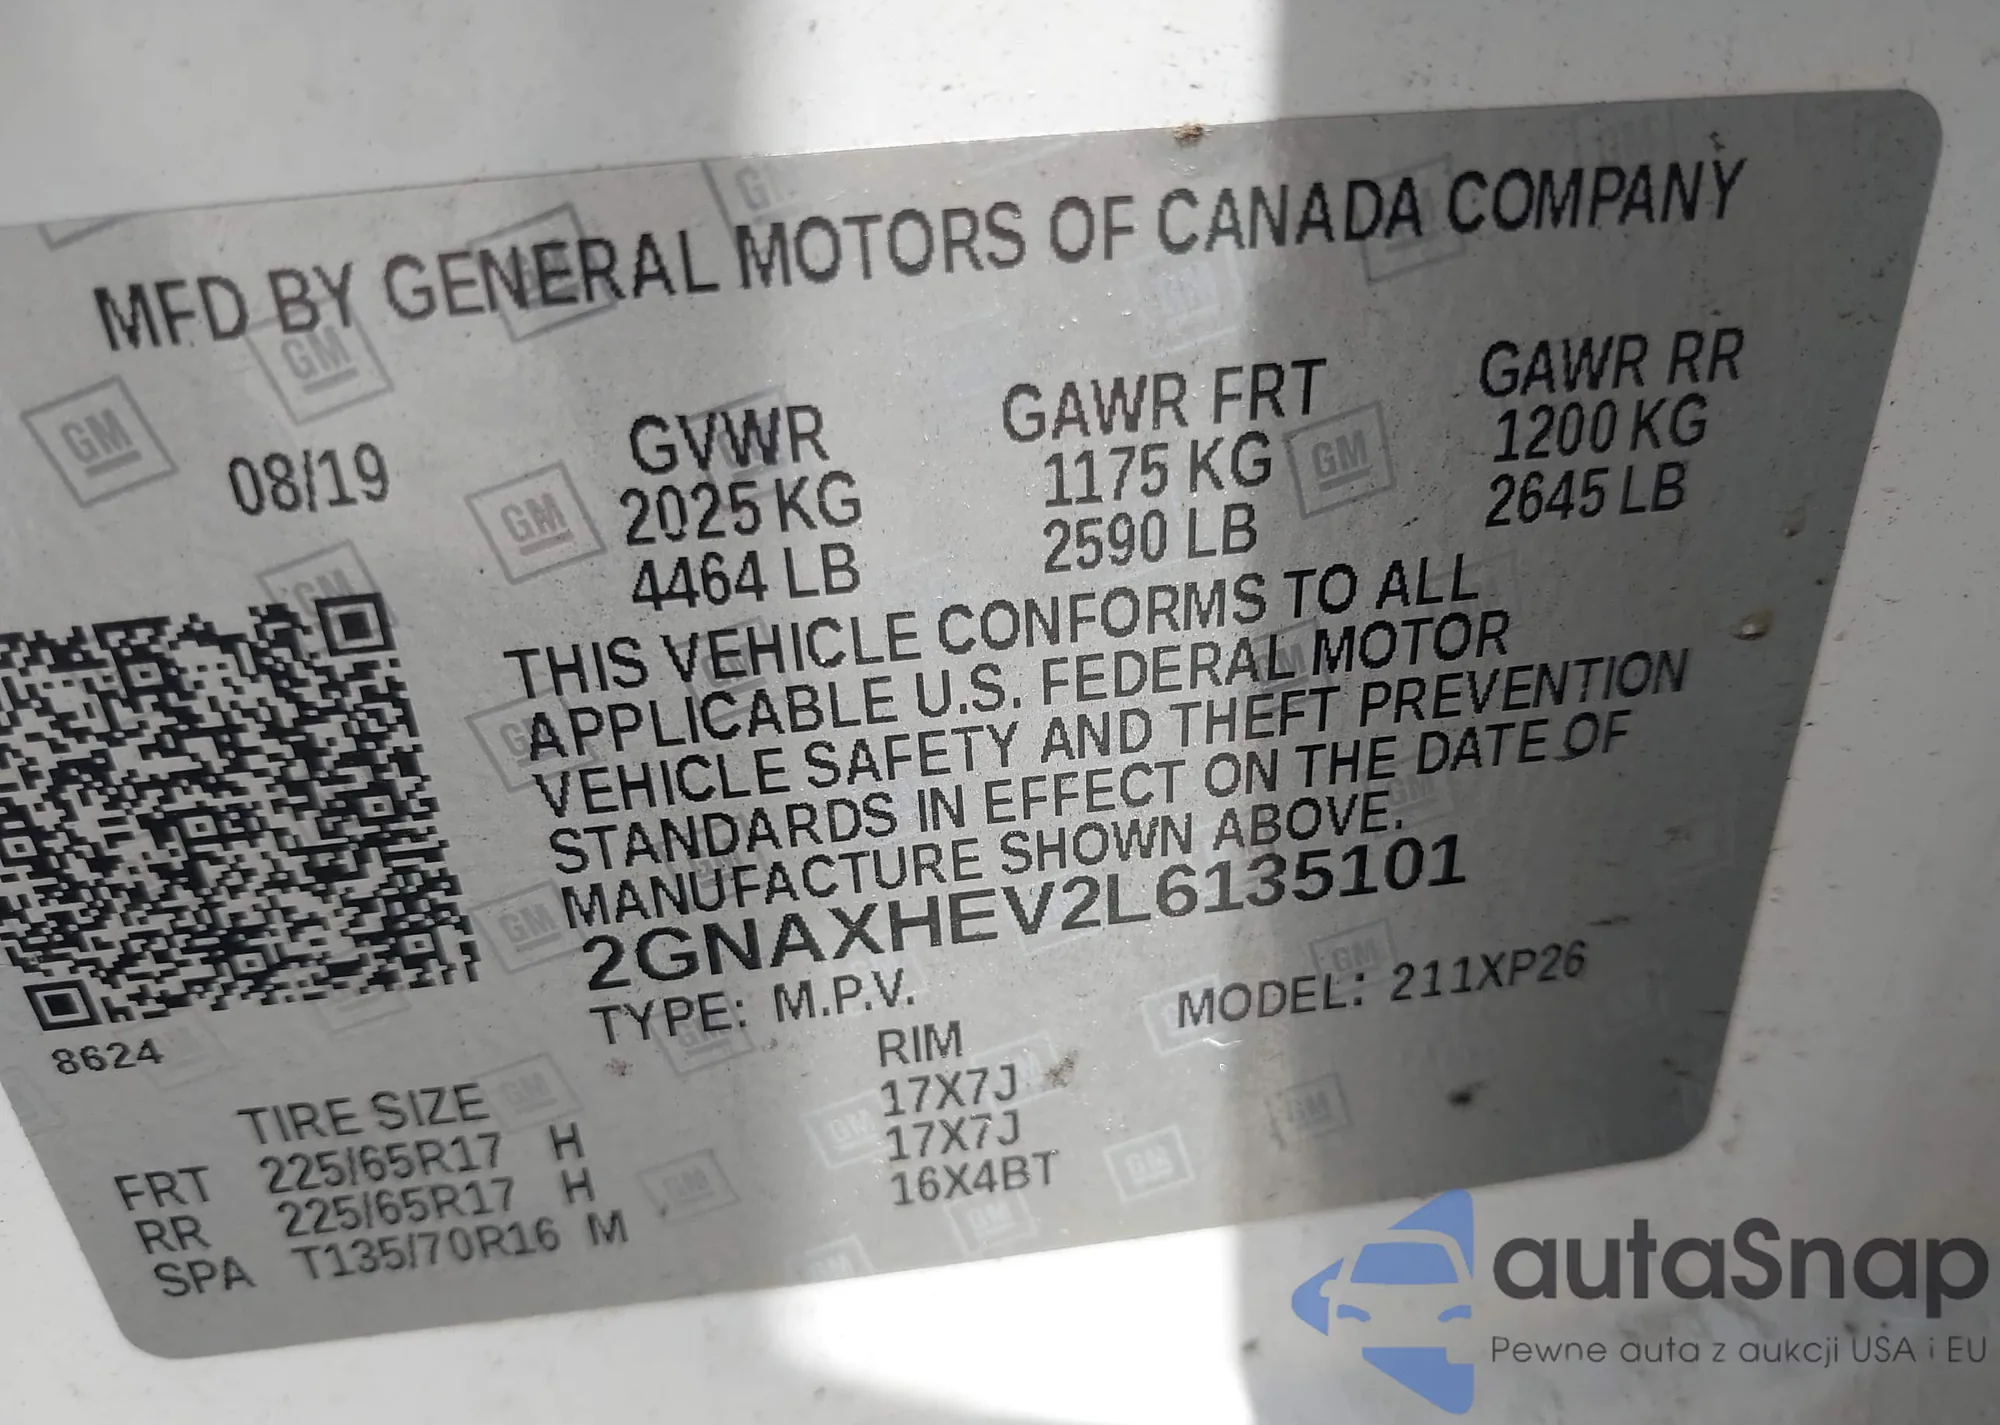 MFD BY GENERAL MOTORS OF CANADA COMPANY
08/19
GVWR
2025 KG
4464 LB
GAWR FRT
1175 KG
2590 LB
GAWR RR
1200 KG
2645 LB
THIS VEHICLE CONFORMS TO ALL
APPLICABLE U.S. FEDERAL MOTOR
VEHICLE SAFETY AND THEFT PREVENTION
STANDARDS IN EFFECT ON THE DATE OF
MANUFACTURE SHOWN ABOVE.
2GNAXHEV2L6135101
TYPE: M.P.V. MODEL: 211XP26
8624
TIRE SIZE RIM
FRT 225/65R17 H 17X7J
RR 225/65R17 H 17X7J
SPA T135/70R16 M 16X4BT
GM
autaSnap
Pewne auta z aukcji USA i EU